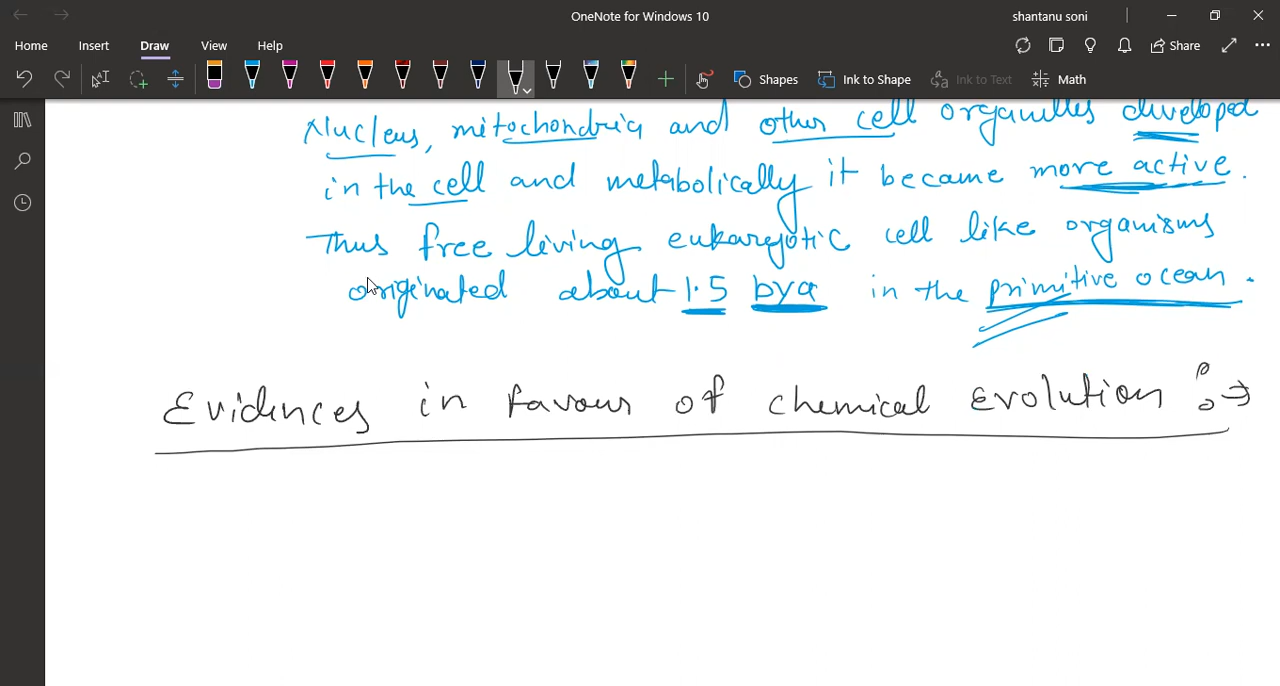 OneNote for Windows 10
shantanu soni
Home Insert Draw View Help
Share
Shapes Ink to Shape Ink to Text Math
Nucleus, mitochondria and other cell organelles developed
in the cell and metabolically it became more active.
Thus free living eukaryotic cell like organisms
originated about 1.5 bya in the primitive ocean.
Evidences in favour of chemical Evolution :→